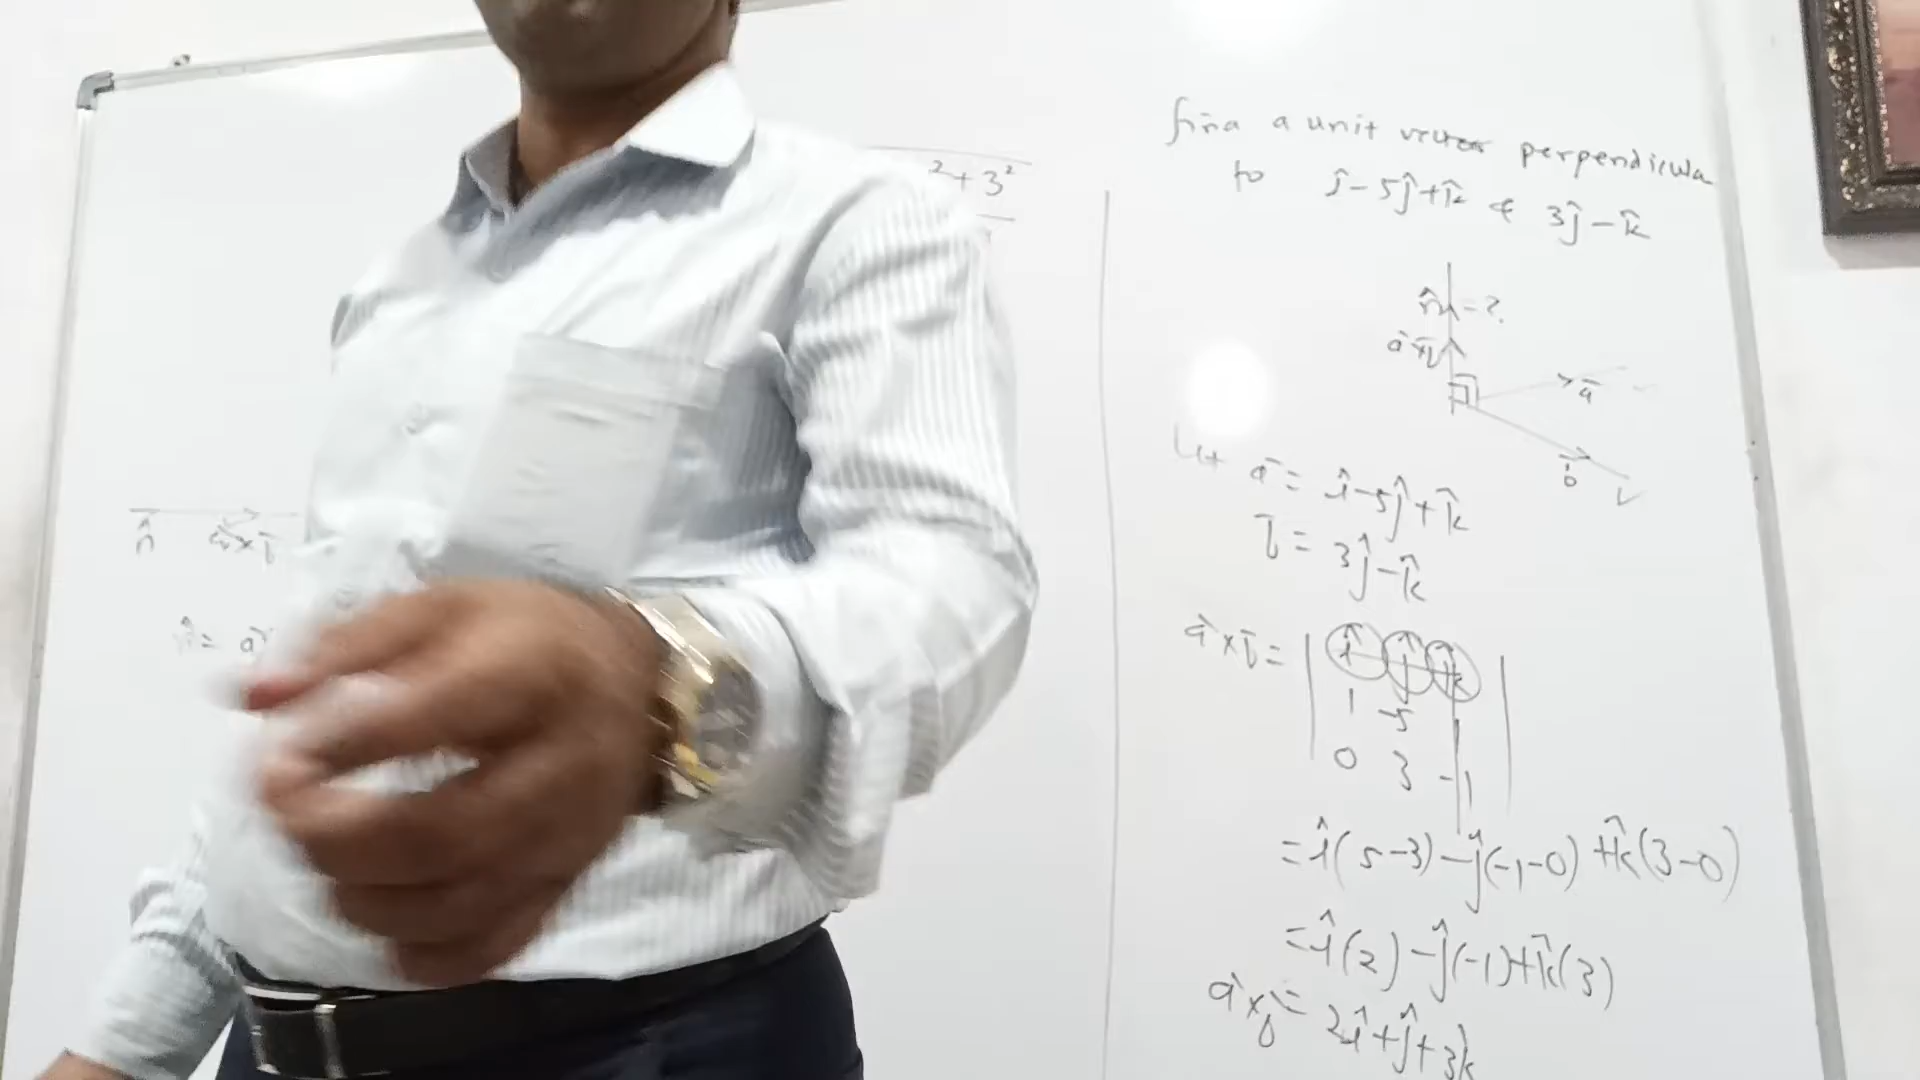 2 + 3²
n̂ a̅×b̅
n̂ = a̅
find a unit vector perpendicula
to î-5ĵ+k̂ & 3ĵ-k̂
n̂ = ?
a̅×b̅
a̅
b̅
Let a̅ = î-5ĵ+k̂
b̅ = 3ĵ-k̂
a̅×b̅ = | î ĵ k̂ |
1 -5 1
0 3 -1
= î(5-3) -ĵ(-1-0) +k̂(3-0)
= î(2) -ĵ(-1)+k̂(3)
a̅×b̅ = 2î+ĵ+3k̂